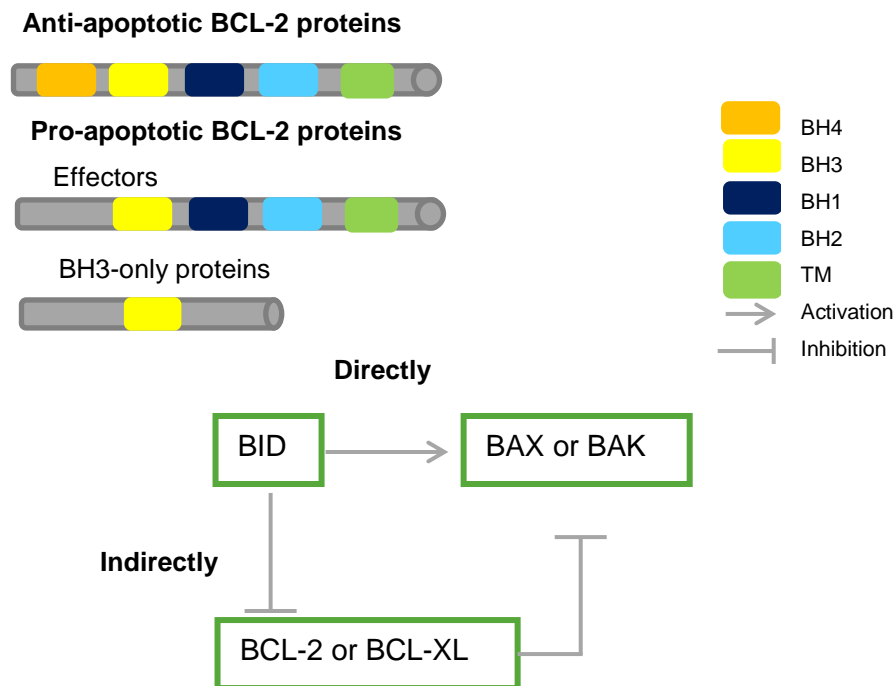 Anti-apoptotic BCL-2 proteins
Pro-apoptotic BCL-2 proteins
Effectors
BH3-only proteins
BH4
BH3
BH1
BH2
TM
Activation
Inhibition
Directly
BID
BAX or BAK
Indirectly
BCL-2 or BCL-XL